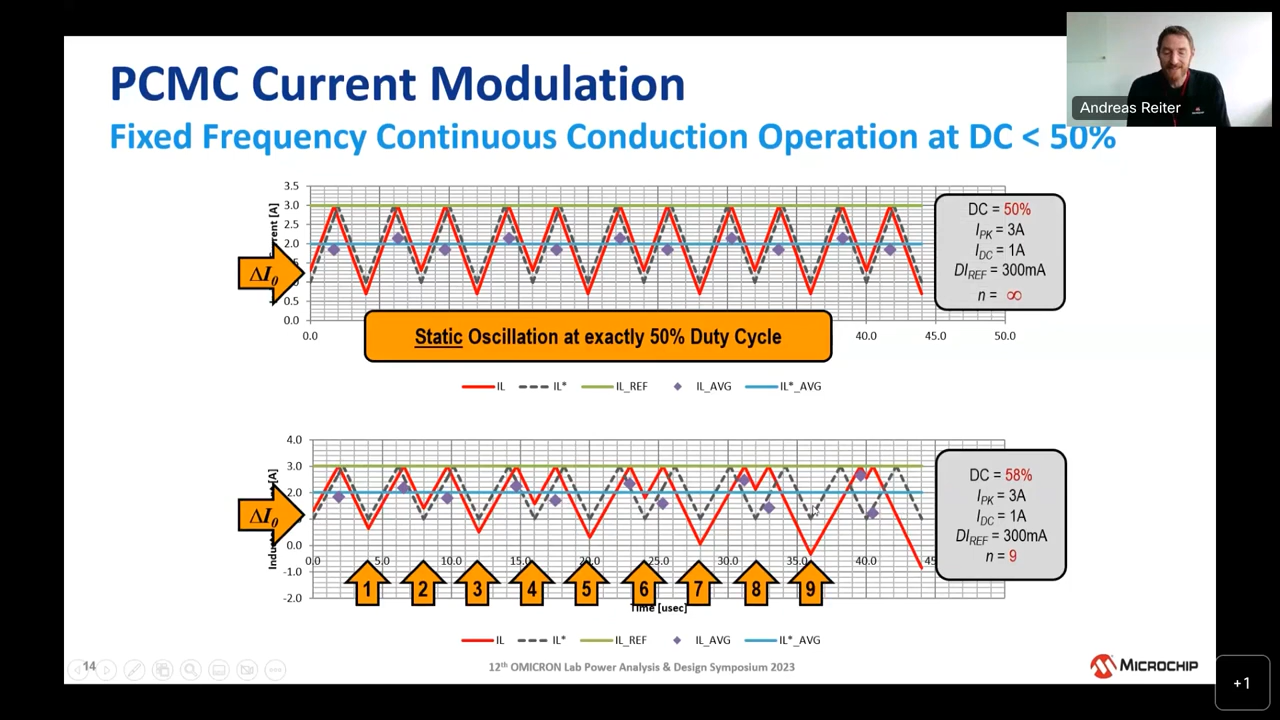 PCMC Current Modulation
Fixed Frequency Continuous Conduction Operation at DC < 50%
Andreas Reiter
3.5
3.0
2.5
2.0
0.5
0.0
ΔI0
0.0
40.0
45.0
50.0
Static Oscillation at exactly 50% Duty Cycle
DC = 50%
IPK = 3A
IDC = 1A
DIREF = 300mA
n = ∞
IL IL* IL_REF IL_AVG IL*_AVG
4.0
3.0
2.0
0.0
-1.0
-2.0
ΔI0
0.0 5.0 10.0 15.0 20.0 25.0 30.0 35.0 40.0 45
1 2 3 4 5 6 7 8 9
Time [usec]
DC = 58%
IPK = 3A
IDC = 1A
DIREF = 300mA
n = 9
IL IL* IL_REF IL_AVG IL*_AVG
14
12th OMICRON Lab Power Analysis & Design Symposium 2023
MICROCHIP
+1